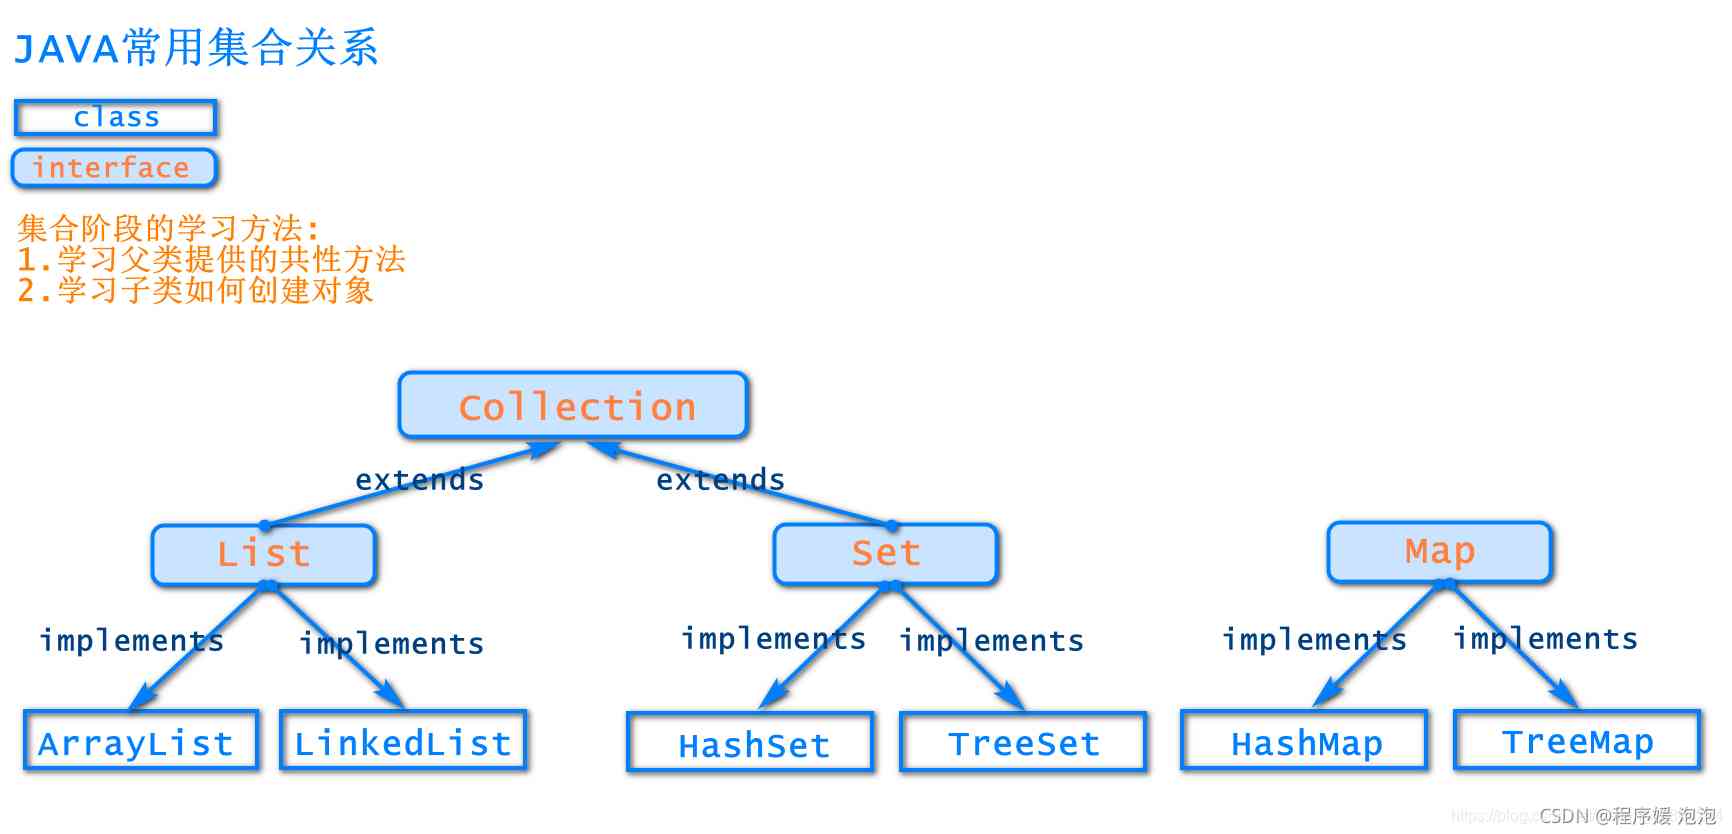 JAVA常用集合关系
class
interface
集合阶段的学习方法:
1.学习父类提供的共性方法
2.学习子类如何创建对象
Collection
extends
extends
List
Set
Map
implements
implements
implements
implements
implements
implements
ArrayList
LinkedList
HashSet
TreeSet
HashMap
TreeMap
https://blog.c
CSDN @程序媛 泡泡